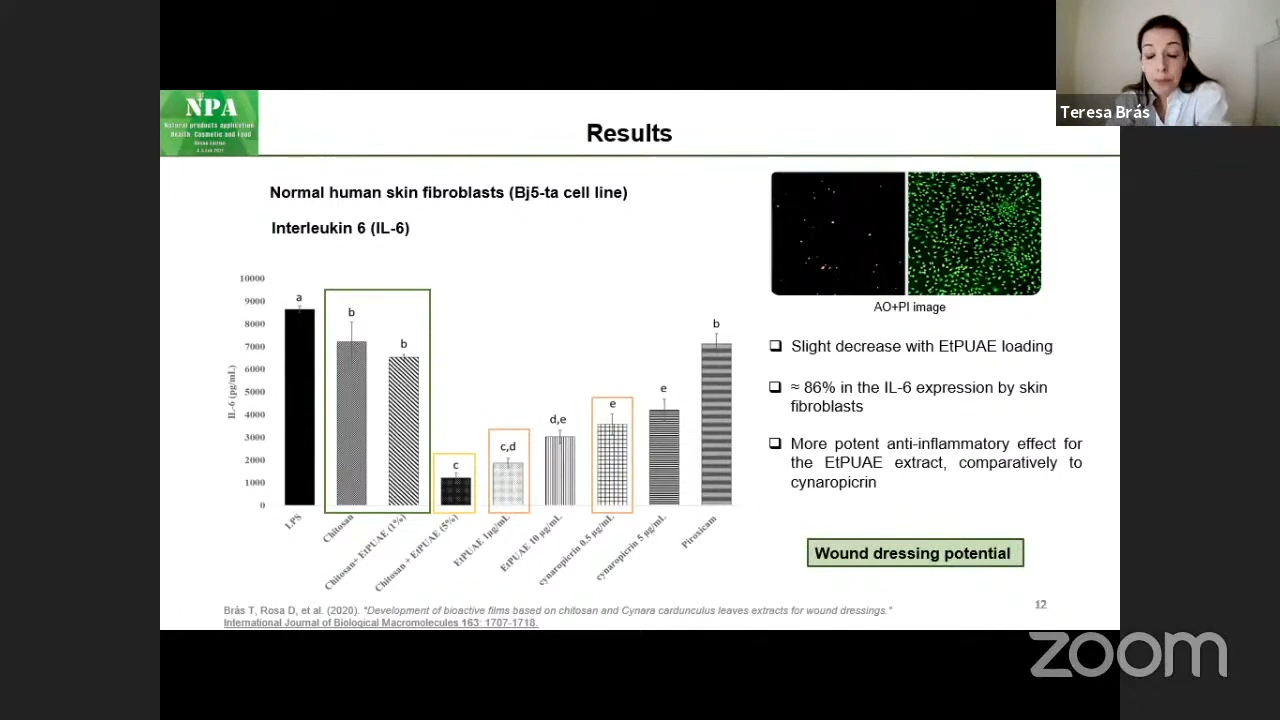 Teresa Brás
NPA
Natural products application
Health, Cosmetic and Food
Online Edition
Results
Normal human skin fibroblasts (Bj5-ta cell line)
Interleukin 6 (IL-6)
AO+PI image
IL-6 (pg/mL)
10000
9000
8000
7000
6000
5000
4000
3000
2000
1000
0
a
b
b
c
c,d
d,e
e
e
b
LPS
Chitosan
Chitosan+ EtPUAE (1%)
Chitosan + EtPUAE (5%)
EtPUAE 1µg/mL
EtPUAE 10 µg/mL
cynaropicrin 0.5 µg/mL
cynaropicrin 5 µg/mL
Piroxicam
Slight decrease with EtPUAE loading
≈ 86% in the IL-6 expression by skin
fibroblasts
More potent anti-inflammatory effect for
the EtPUAE extract, comparatively to
cynaropicrin
Wound dressing potential
Brás T, Rosa D, et al. (2020). "Development of bioactive films based on chitosan and Cynara cardunculus leaves extracts for wound dressings."
International Journal of Biological Macromolecules 163: 1707-1718.
12
zoom